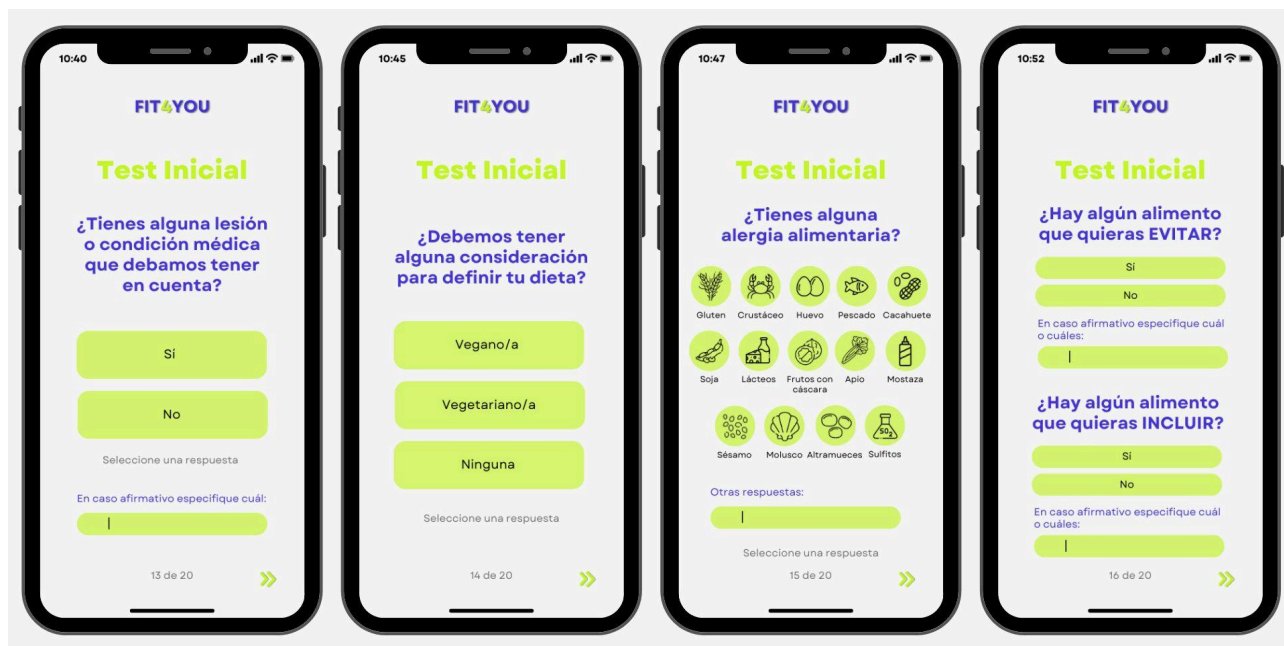 10:40
FIT4YOU
Test Inicial
¿Tienes alguna lesión
o condición médica
que debamos tener
en cuenta?
Sí
No
Seleccione una respuesta
En caso afirmativo especifique cuál:
13 de 20
10:45
FIT4YOU
Test Inicial
¿Debemos tener
alguna consideración
para definir tu dieta?
Vegano/a
Vegetariano/a
Ninguna
Seleccione una respuesta
14 de 20
10:47
FIT4YOU
Test Inicial
¿Tienes alguna
alergia alimentaria?
Gluten Crustáceo Huevo Pescado Cacahuete
Soja Lácteos Frutos con cáscara Apio Mostaza
SO2
Sésamo Molusco Altramueces Sulfitos
Otras respuestas:
Seleccione una respuesta
15 de 20
10:52
FIT4YOU
Test Inicial
¿Hay algún alimento
que quieras EVITAR?
Sí
No
En caso afirmativo especifique cuál
o cuáles:
¿Hay algún alimento
que quieras INCLUIR?
Sí
No
En caso afirmativo especifique cuál
o cuáles:
16 de 20